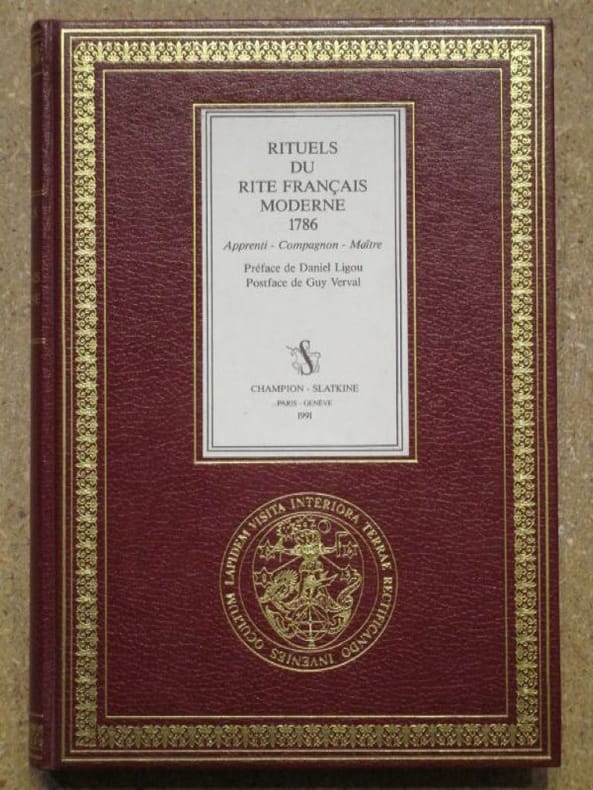 RITUELS
DU
RITE FRANÇAIS
MODERNE
1786
Apprenti - Compagnon - Maître
Préface de Daniel Ligou
Postface de Guy Verval
S
CHAMPION - SLATKINE
PARIS - GENÈVE
1991
VISITA INTERIORA TERRAE RECTIFICANDO INVENIES OCULTUM LAPIDEM